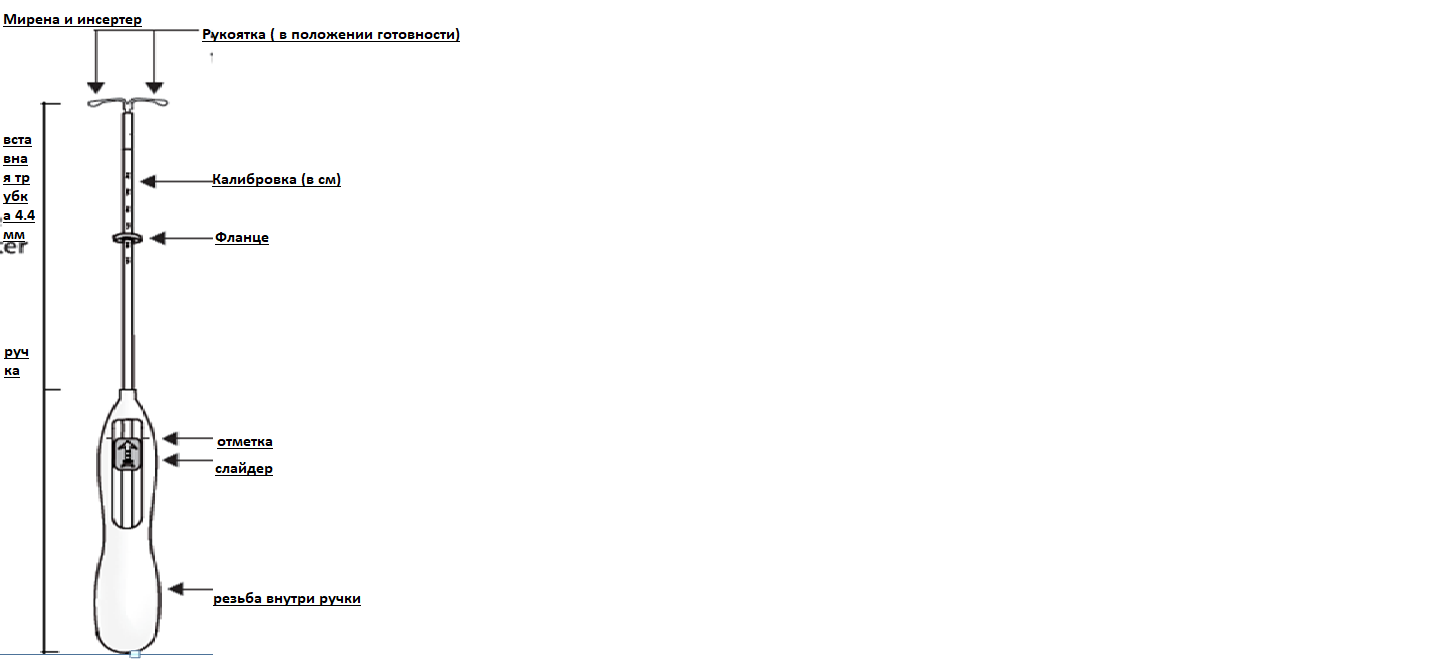 Мирена и инсертер
Рукоятка ( в положении готовности)
вста
вна
я тр
убк
а 4.4
мм
Калибровка (в см)
Фланце
руч
ка
отметка
слайдер
резьба внутри ручки